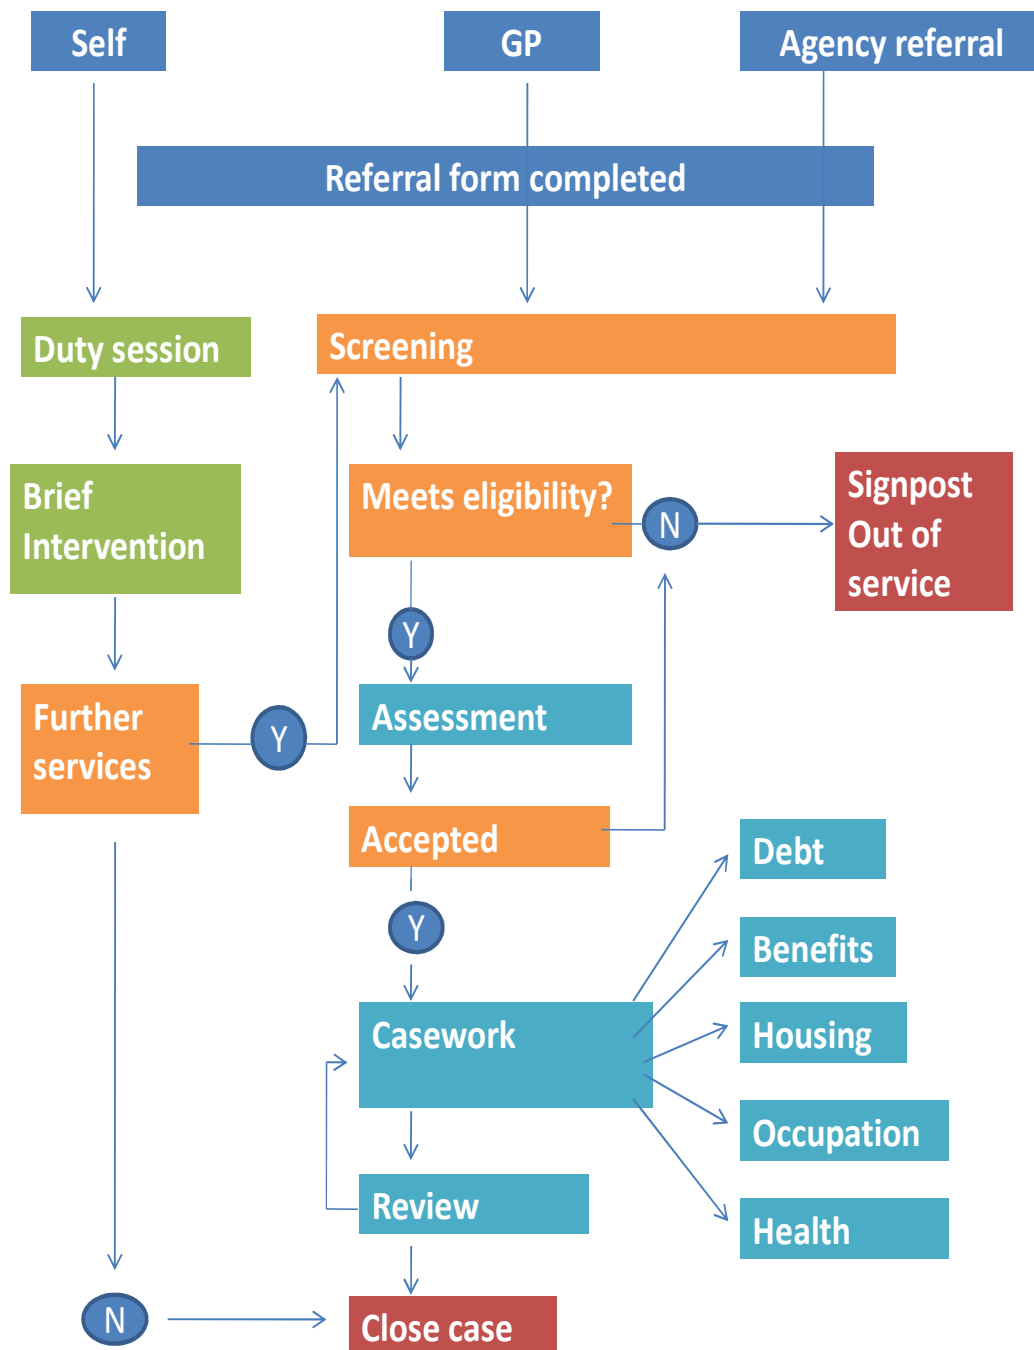 Self
GP
Agency referral
Referral form completed
Duty session
Screening
Brief
Intervention
Meets eligibility?
N
Signpost
Out of
service
Y
Further
services
Y
Assessment
Accepted
Debt
Y
Benefits
Casework
Housing
Occupation
Review
Health
N
Close case